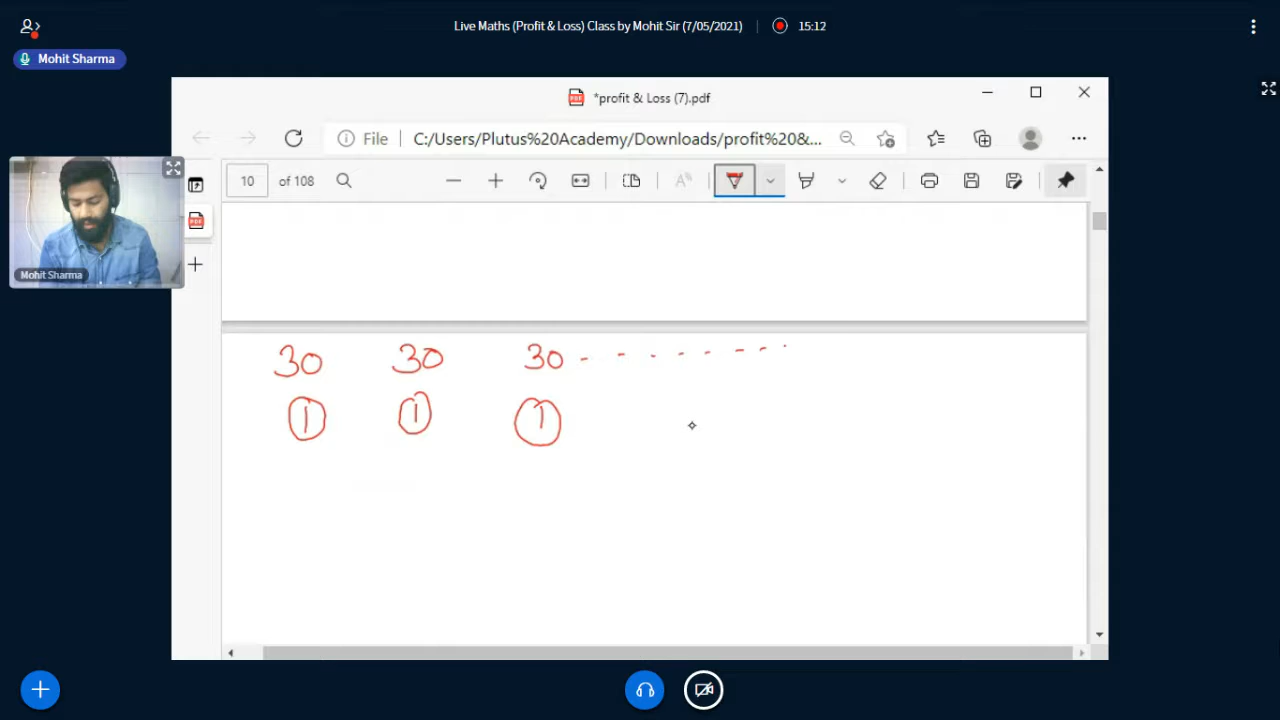 Live Maths (Profit & Loss) Class by Mohit Sir (7/05/2021) 15:12
Mohit Sharma
*profit & Loss (7).pdf
File C:/Users/Plutus%20Academy/Downloads/profit%20&...
10 of 108
Mohit Sharma
30 30 30 - - - - - - - -
1 1 1